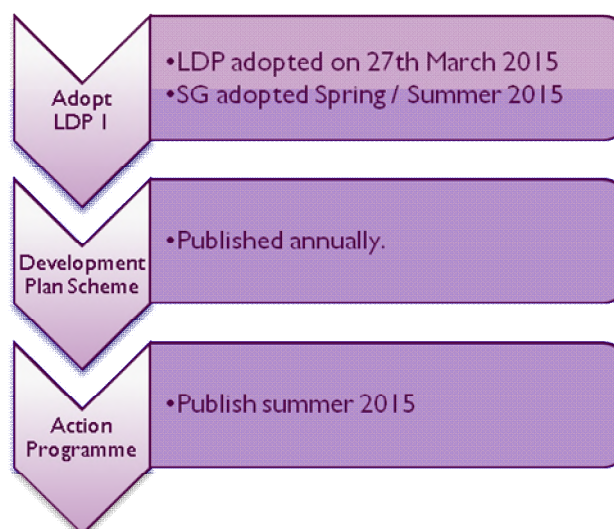 Adopt
LDP 1
•LDP adopted on 27th March 2015
•SG adopted Spring / Summer 2015
Development
Plan Scheme
•Published annually.
Action
Programme
•Publish summer 2015